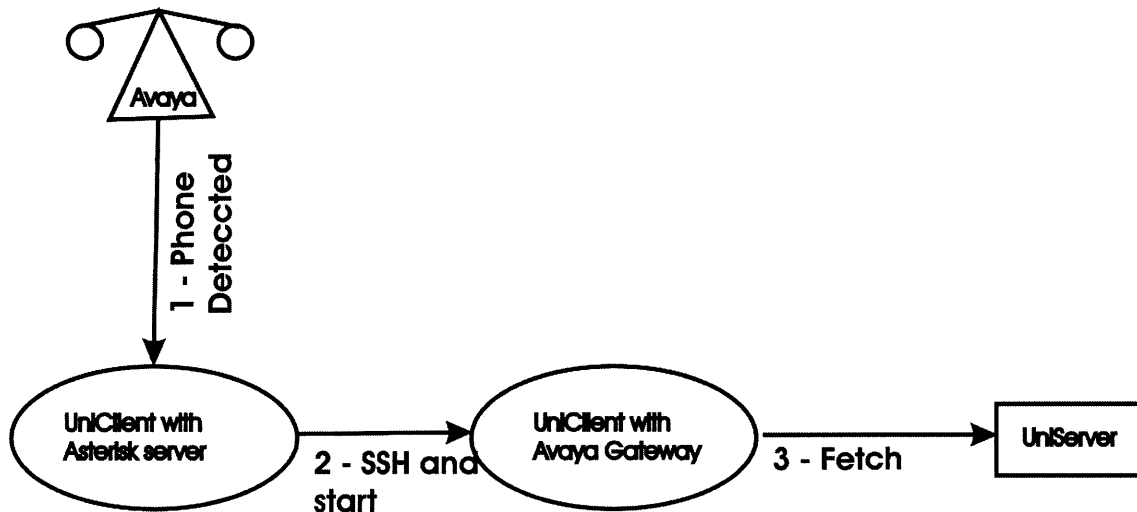 Avaya
1 - Phone
Deteccted
UniClient with
Asterisk server
2 - SSH and
start
UniClient with
Avaya Gateway
3 - Fetch
UniServer